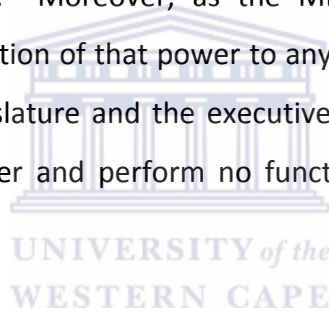 Moreover, as the
tion of that power to any
slature and the executive
er and perform no funct
UNIVERSITY of the
WESTERN CAPE